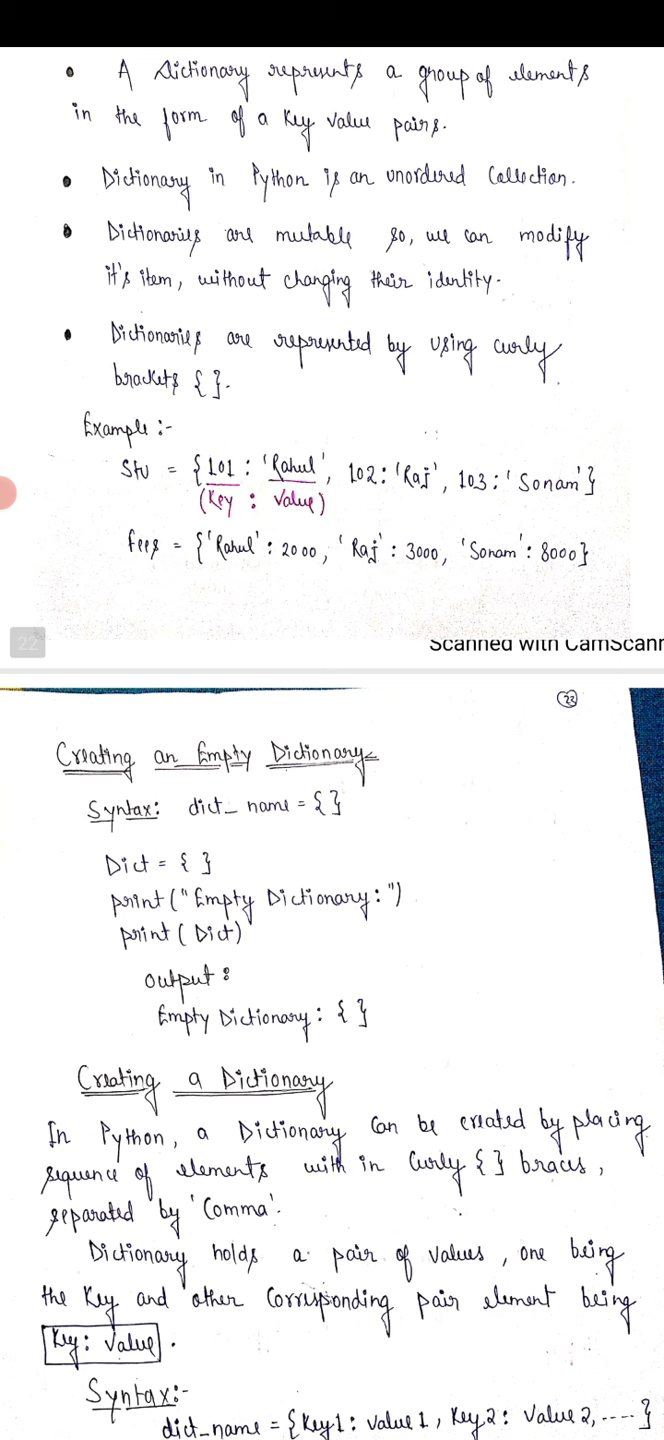 • A Dictionary represents a group of elements
in the form of a Key value pairs.
• Dictionary in Python is an unordered Collection.
• Dictionaries are mutable so, we can modify
it's item, without changing their identity.
• Dictionaries are represented by using curly
brackets { }.
Example :-
Stu = {101 : 'Rahul', 102: 'Raj', 103: 'Sonam'}
(Key : Value)
fees = {'Rahul' : 2000, 'Raj' : 3000, 'Sonam' : 8000}
22
Scanned with CamScann
Creating an Empty Dictionary
Syntax: dict_name = { }
Dict = { }
print ("Empty Dictionary:")
print ( Dict)
Output :
Empty Dictionary: { }
Creating a Dictionary
In Python, a Dictionary Can be created by placing
sequence of elements with in Curly { } braces,
separated by 'Comma'.
Dictionary holds a pair of values, one being
the Key and other Corresponding pair element being
Key: Value .
Syntax:-
dict_name = {Key1: value1, Key2: Value2, ----}